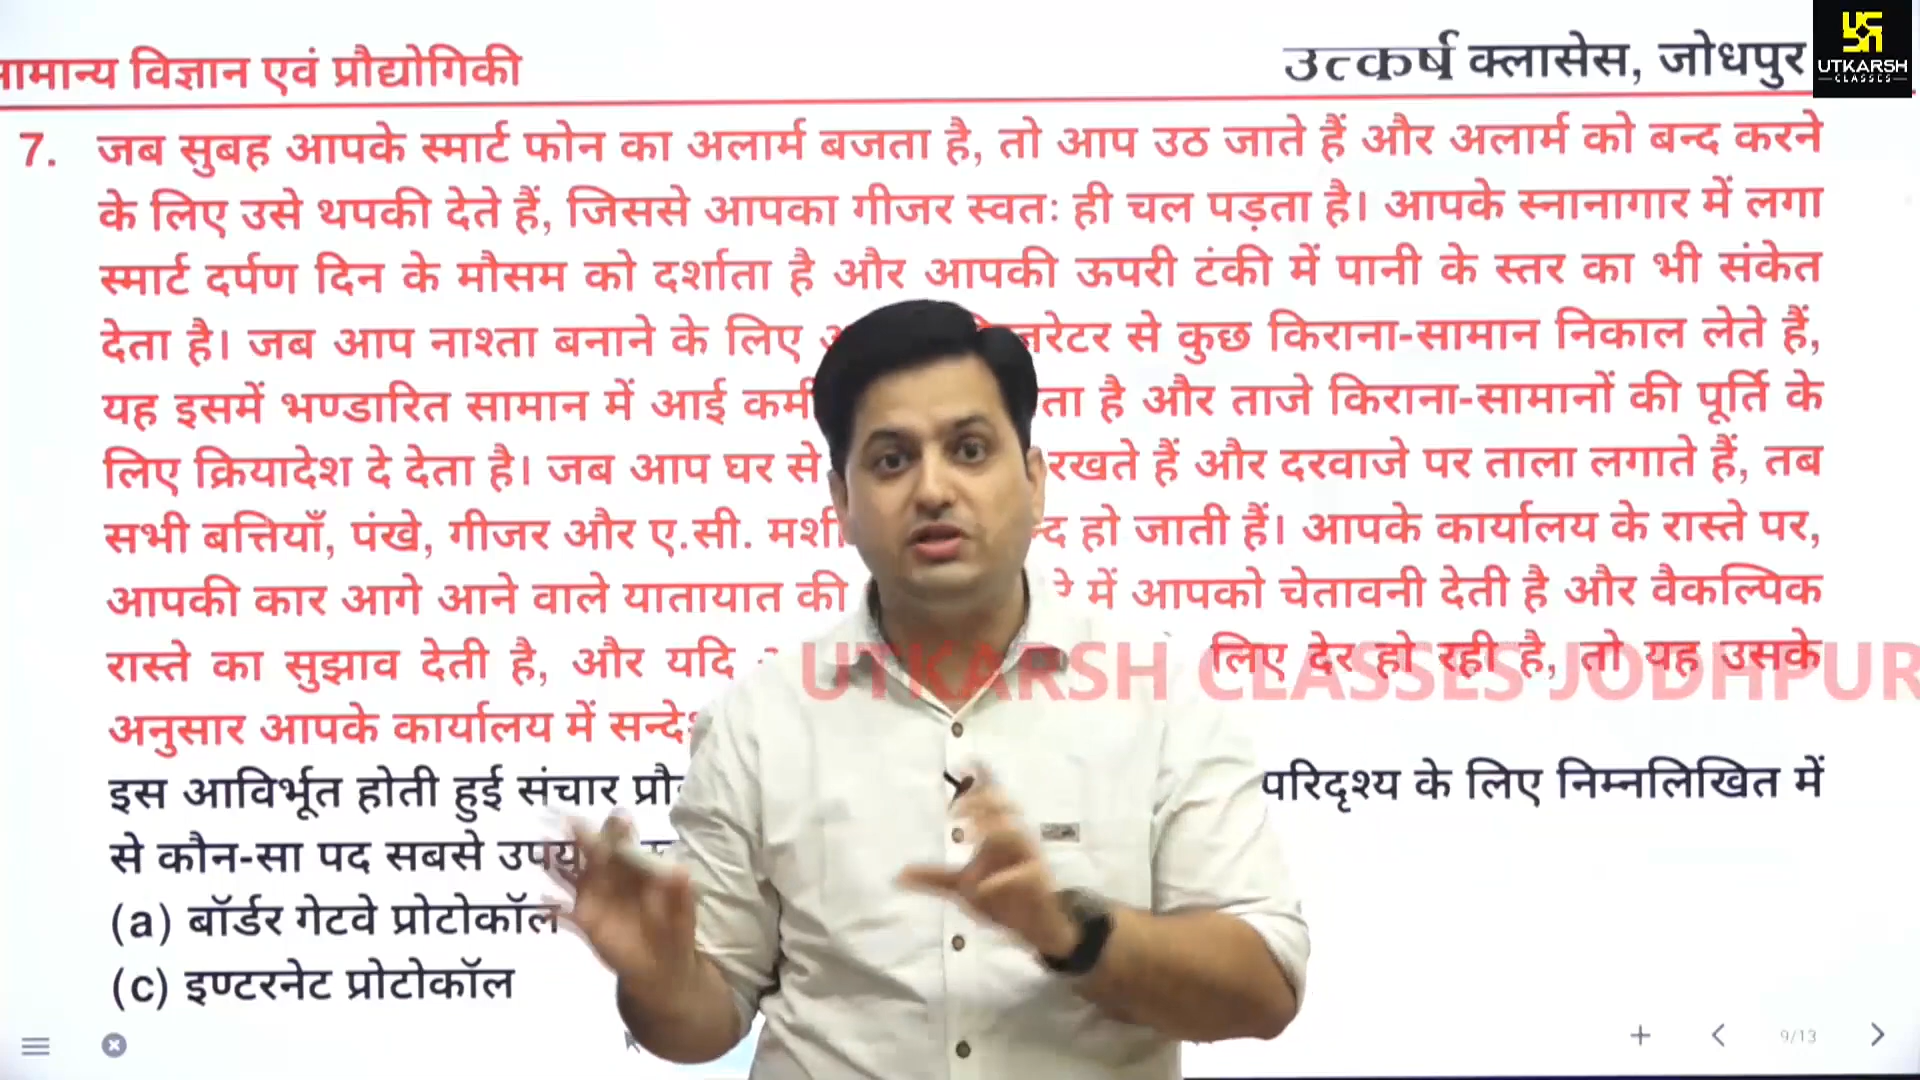 सामान्य विज्ञान एवं प्रौद्योगिकी
उत्कर्ष क्लासेस, जोधपुर
UTKARSH
CLASSES
7. जब सुबह आपके स्मार्ट फोन का अलार्म बजता है, तो आप उठ जाते हैं और अलार्म को बन्द करने
के लिए उसे थपकी देते हैं, जिससे आपका गीजर स्वतः ही चल पड़ता है। आपके स्नानागार में लगा
स्मार्ट दर्पण दिन के मौसम को दर्शाता है और आपकी ऊपरी टंकी में पानी के स्तर का भी संकेत
देता है। जब आप नाश्ता बनाने के लिए से कुछ किराना-सामान निकाल लेते हैं,
यह इसमें भण्डारित सामान में आई है और ताजे किराना-सामानों की पूर्ति के
लिए क्रियादेश दे देता है। जब आप घर से रखते हैं और दरवाजे पर ताला लगाते हैं, तब
सभी बत्तियाँ, पंखे, गीजर और ए.सी. हो जाती हैं। आपके कार्यालय के रास्ते पर,
आपकी कार आगे आने वाले यातायात की में आपको चेतावनी देती है और वैकल्पिक
रास्ते का सुझाव देती है, और यदि लिए देर हो रही है, तो यह उसके
अनुसार आपके कार्यालय में
UTKARSH CLASSES JODHPUR
इस आविर्भूत होती हुई संचार परिदृश्य के लिए निम्नलिखित में
से कौन-सा पद सबसे
(a) बॉर्डर गेटवे प्रोटोकॉल
(c) इण्टरनेट प्रोटोकॉल
9/13